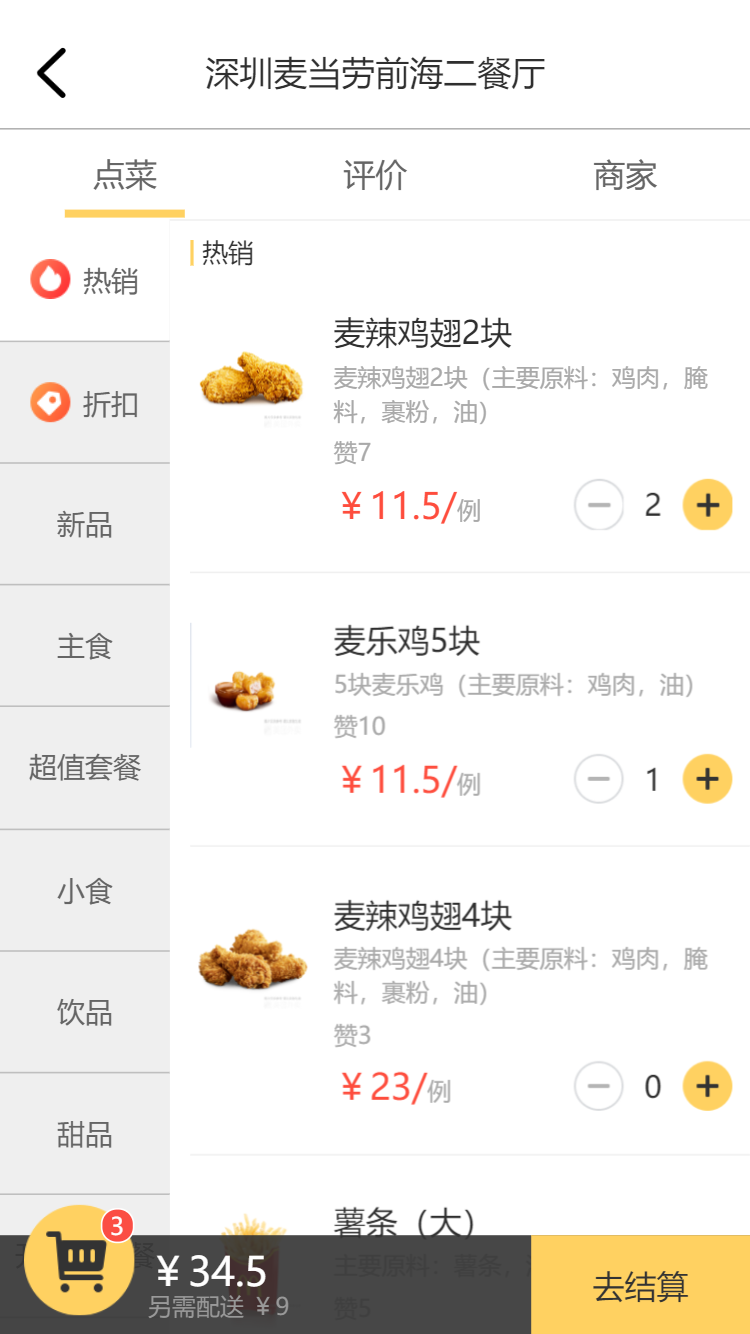 深圳麦当劳前海二餐厅
点菜
评价
商家
热销
折扣
新品
主食
超值套餐
小食
饮品
甜品
热销
麦辣鸡翅2块
麦辣鸡翅2块（主要原料：鸡肉，腌
料，裹粉，油）
赞7
¥ 11.5/例
2
麦乐鸡5块
5块麦乐鸡（主要原料：鸡肉，油）
赞10
¥ 11.5/例
1
麦辣鸡翅4块
麦辣鸡翅4块（主要原料：鸡肉，腌
料，裹粉，油）
赞3
¥ 23/例
0
薯条（大）
主要原料：薯条，
赞5
3
¥ 34.5
另需配送 ¥ 9
去结算